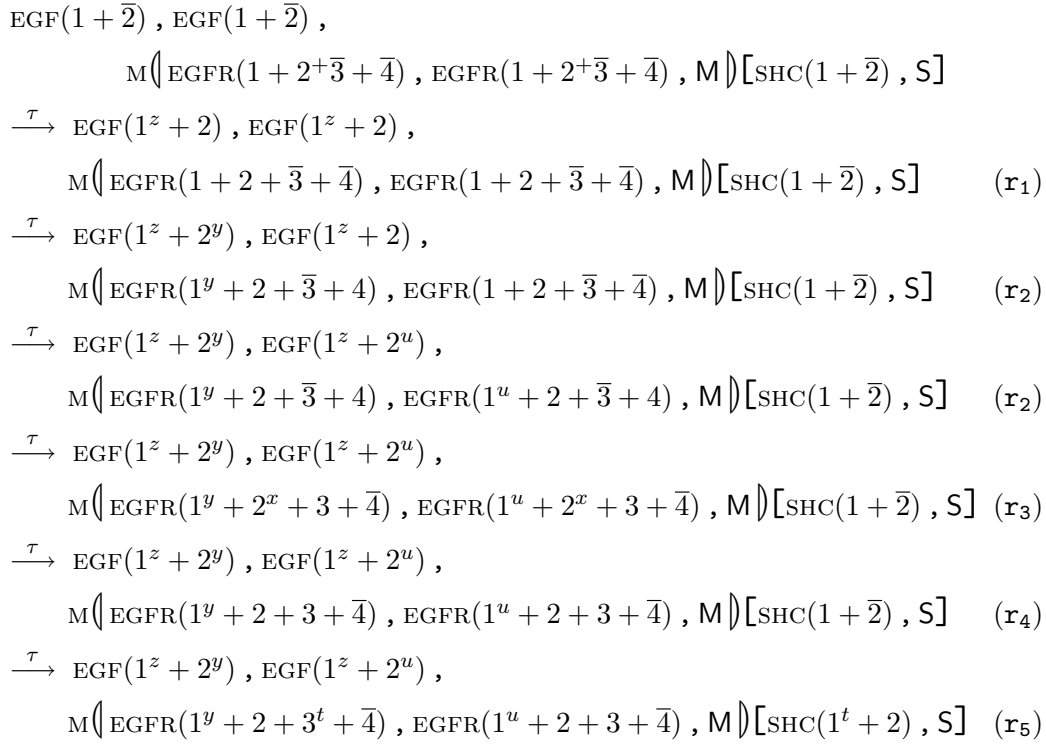 EGF(1 + 2̅) , EGF(1 + 2̅) ,
M⦇EGFR(1 + 2⁺3̅ + 4̅) , EGFR(1 + 2⁺3̅ + 4̅) , M⦈[SHC(1 + 2̅) , S]
—τ→ EGF(1ᶻ + 2) , EGF(1ᶻ + 2) ,
M⦇EGFR(1 + 2 + 3̅ + 4̅) , EGFR(1 + 2 + 3̅ + 4̅) , M⦈[SHC(1 + 2̅) , S] (r₁)
—τ→ EGF(1ᶻ + 2ʸ) , EGF(1ᶻ + 2) ,
M⦇EGFR(1ʸ + 2 + 3̅ + 4) , EGFR(1 + 2 + 3̅ + 4̅) , M⦈[SHC(1 + 2̅) , S] (r₂)
—τ→ EGF(1ᶻ + 2ʸ) , EGF(1ᶻ + 2ᵘ) ,
M⦇EGFR(1ʸ + 2 + 3̅ + 4) , EGFR(1ᵘ + 2 + 3̅ + 4) , M⦈[SHC(1 + 2̅) , S] (r₂)
—τ→ EGF(1ᶻ + 2ʸ) , EGF(1ᶻ + 2ᵘ) ,
M⦇EGFR(1ʸ + 2ˣ + 3 + 4̅) , EGFR(1ᵘ + 2ˣ + 3 + 4̅) , M⦈[SHC(1 + 2̅) , S] (r₃)
—τ→ EGF(1ᶻ + 2ʸ) , EGF(1ᶻ + 2ᵘ) ,
M⦇EGFR(1ʸ + 2 + 3 + 4̅) , EGFR(1ᵘ + 2 + 3 + 4̅) , M⦈[SHC(1 + 2̅) , S] (r₄)
—τ→ EGF(1ᶻ + 2ʸ) , EGF(1ᶻ + 2ᵘ) ,
M⦇EGFR(1ʸ + 2 + 3ᵗ + 4̅) , EGFR(1ᵘ + 2 + 3 + 4̅) , M⦈[SHC(1ᵗ + 2) , S] (r₅)